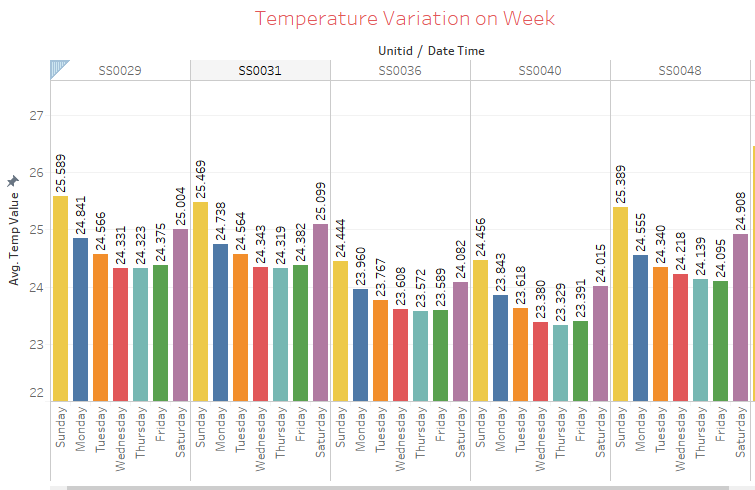 Temperature Variation on Week
Unitid / Date Time
SS0029 SS0031 SS0036 SS0040 SS0048
Avg. Temp Value
27
26
25
24
23
22
25.589 24.841 24.566 24.331 24.323 24.375 25.004
25.469 24.738 24.564 24.343 24.319 24.382 25.099
24.444 23.960 23.767 23.608 23.572 23.589 24.082
24.456 23.843 23.618 23.380 23.329 23.391 24.015
25.389 24.555 24.340 24.218 24.139 24.095 24.908
Sunday Monday Tuesday Wednesday Thursday Friday Saturday
Sunday Monday Tuesday Wednesday Thursday Friday Saturday
Sunday Monday Tuesday Wednesday Thursday Friday Saturday
Sunday Monday Tuesday Wednesday Thursday Friday Saturday
Sunday Monday Tuesday Wednesday Thursday Friday Saturday